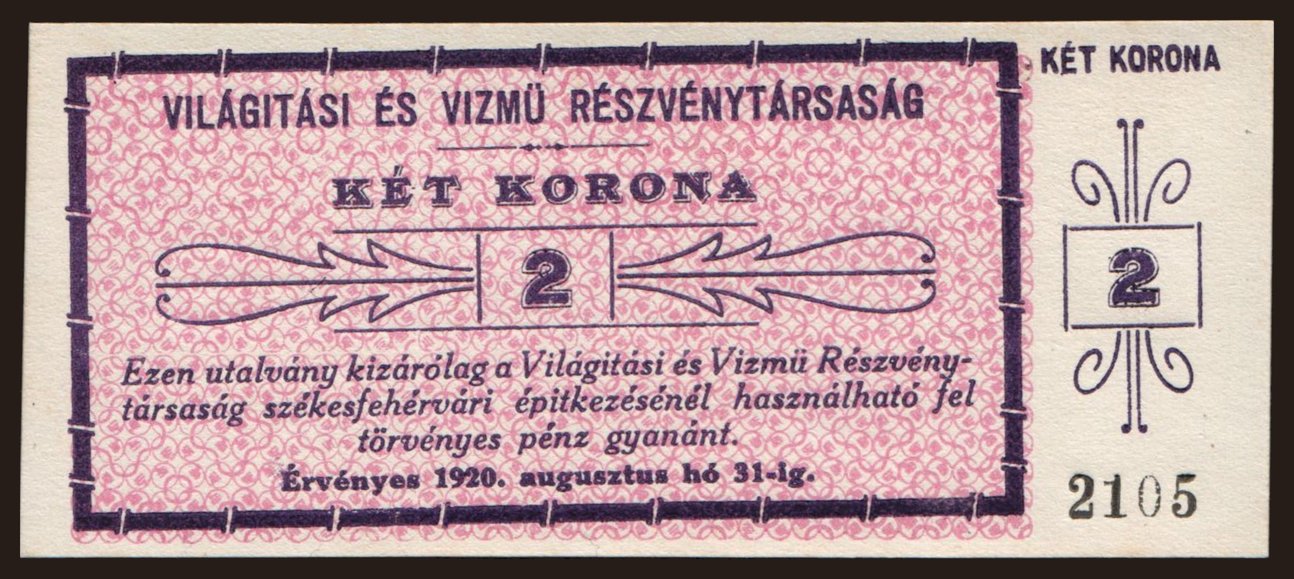 VILÁGITÁSI ÉS VIZMÜ RÉSZVÉNYTÁRSASÁG
KÉT KORONA
2
Ezen utalvány kizárólag a Világitási és Vizmü Részvény-
társaság székesfehérvári épitkezésénél használható fel
törvényes pénz gyanánt.
Érvényes 1920. augusztus hó 31-ig.
KÉT KORONA
2
2105